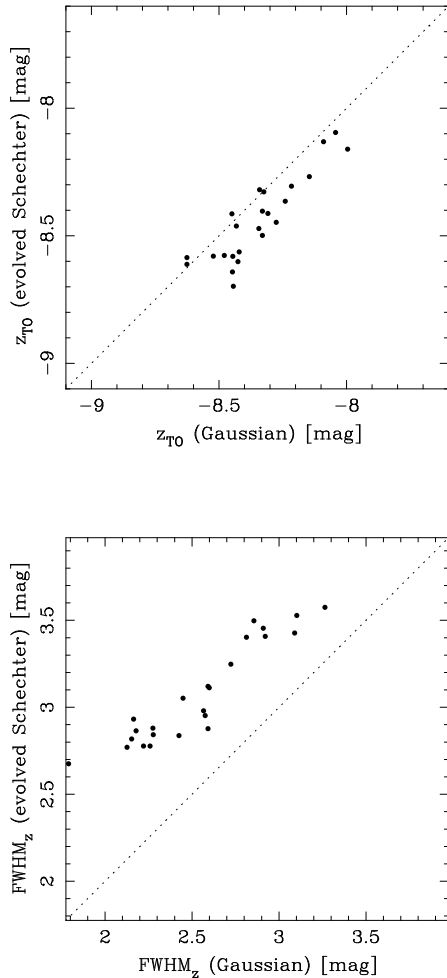 z_TO (evolved Schechter) [mag]
-8
-8.5
-9
-9 -8.5 -8
z_TO (Gaussian) [mag]
FWHM_z (evolved Schechter) [mag]
3.5
3
2.5
2
2 2.5 3 3.5
FWHM_z (Gaussian) [mag]